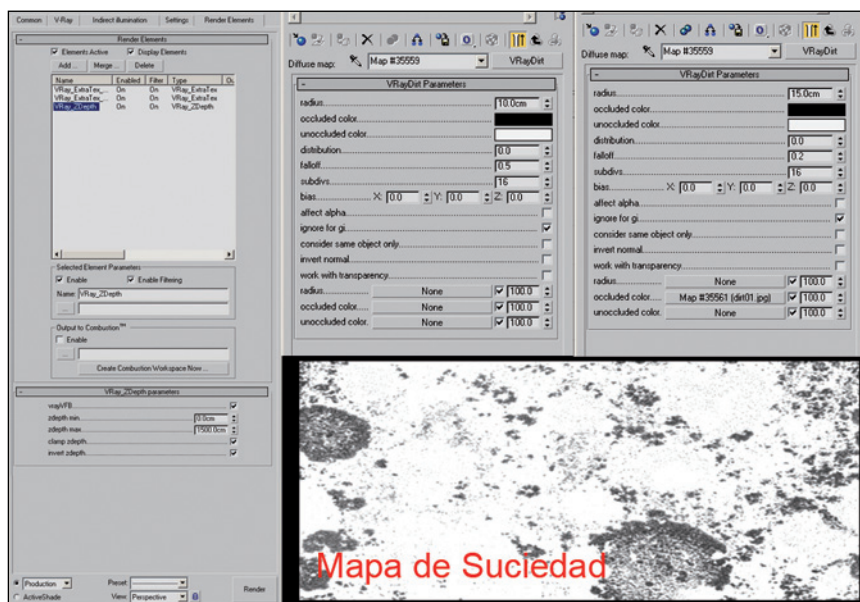 Common V-Ray Indirect illumination Settings Render Elements
- Render Elements
Elements Active Display Elements
Add ... Merge ... Delete
Name Enabled Filter Type
VRay_ExtraTex_... On On VRay_ExtraTex
VRay_ExtraTex_... On On VRay_ExtraTex
VRay_ZDepth On On VRay_ZDepth
Selected Element Parameters
Enable Enable Filtering
Name: VRay_ZDepth
...
Output to Combustion™
Enable
...
Create Combustion Workspace Now ...
- VRay_ZDepth parameters
vrayVFB
zdepth min 0.0cm
zdepth max 1500.0cm
clamp zdepth
invert zdepth
Production Preset: ----------
ActiveShade View: Perspective Render
Diffuse map: Map #35559 VRayDirt
- VRayDirt Parameters
radius 10.0cm
occluded color
unoccluded color
distribution 0.0
falloff 0.5
subdivs 16
bias X: 0.0 Y: 0.0 Z: 0.0
affect alpha
ignore for gi
consider same object only
invert normal
work with transparency
radius None 100.0
occluded color None 100.0
unoccluded color. None 100.0
Diffuse map: Map #35559 VRayDirt
- VRayDirt Parameters
radius 15.0cm
occluded color
unoccluded color
distribution 0.0
falloff 0.2
subdivs 16
bias X: 0.0 Y: 0.0 Z: 0.0
affect alpha
ignore for gi
consider same object only
invert normal
work with transparency
radius None 100.0
occluded color Map #35561 (dirt01.jpg) 100.0
unoccluded color. None 100.0
Mapa de Suciedad